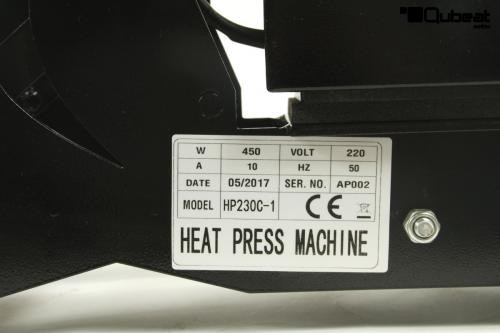 Qubeat
W 450 VOLT 220
A 10 HZ 50
DATE 05/2017 SER. NO. AP002
MODEL HP230C-1 CE
HEAT PRESS MACHINE